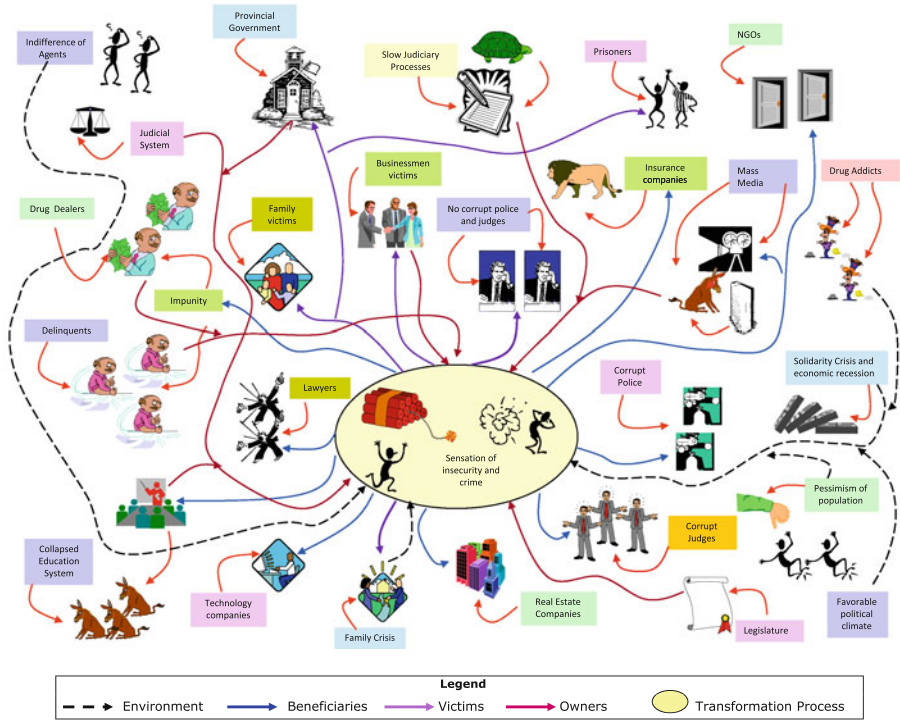 Indifference of
Agents
Provincial
Government
Slow Judiciary
Processes
Prisoners
NGOs
Judicial
System
Businessmen
victims
Insurance
companies
Mass
Media
Drug Addicts
Drug Dealers
Family
victims
No corrupt police
and judges
Impunity
Delinquents
Lawyers
Corrupt
Police
Solidarity Crisis and
economic recession
Sensation of
insecurity and
crime
Pessimism of
population
Corrupt
Judges
Collapsed
Education
System
Technology
companies
Family Crisis
Real Estate
Companies
Legislature
Favorable
political
climate
Legend
Environment
Beneficiaries
Victims
Owners
Transformation Process